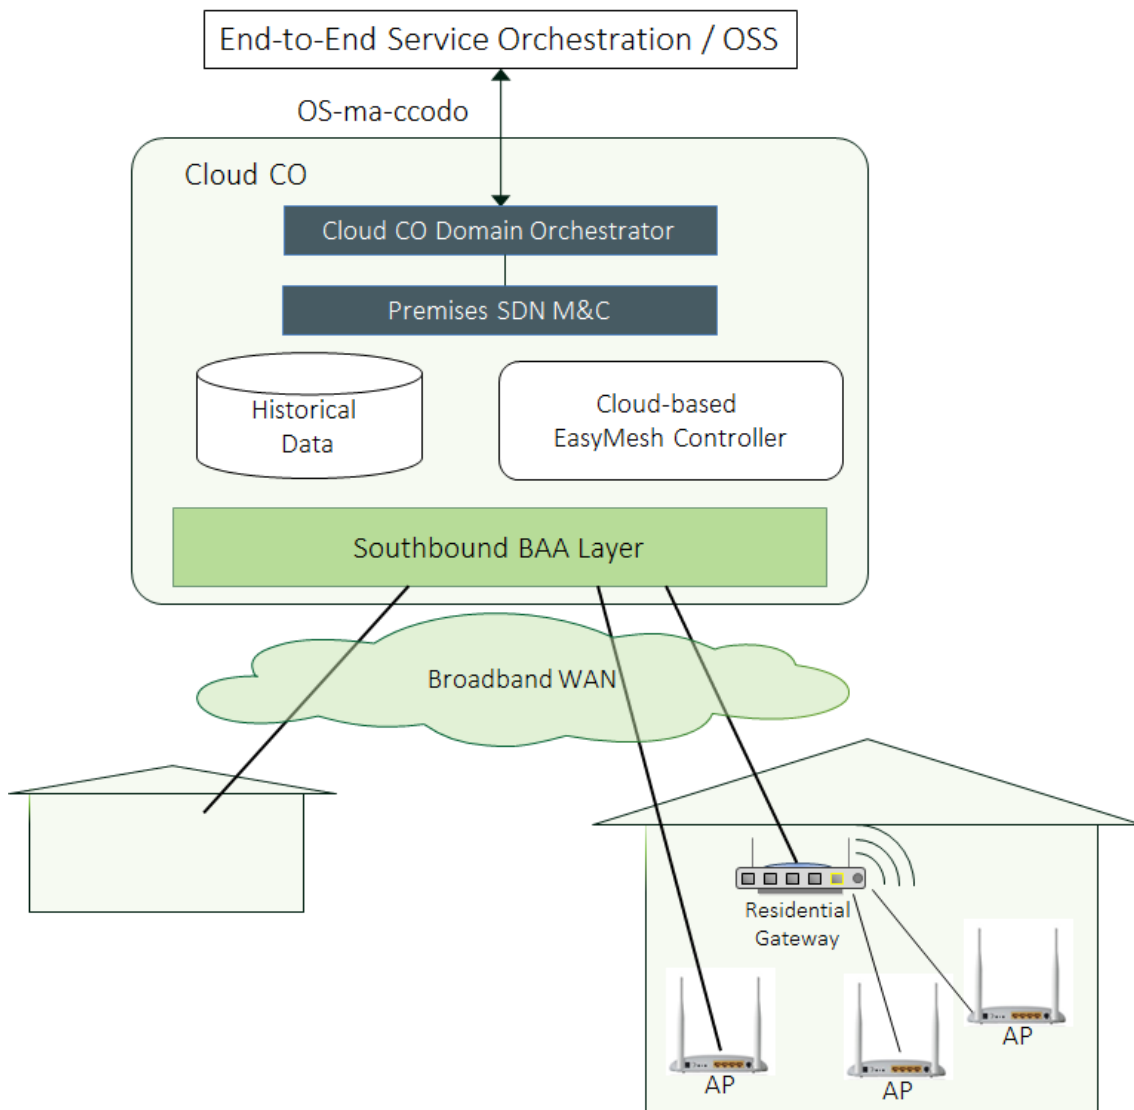 End-to-End Service Orchestration / OSS
OS-ma-ccodo
Cloud CO
Cloud CO Domain Orchestrator
Premises SDN M&C
Historical
Data
Cloud-based
EasyMesh Controller
Southbound BAA Layer
Broadband WAN
Residential
Gateway
AP
AP
AP